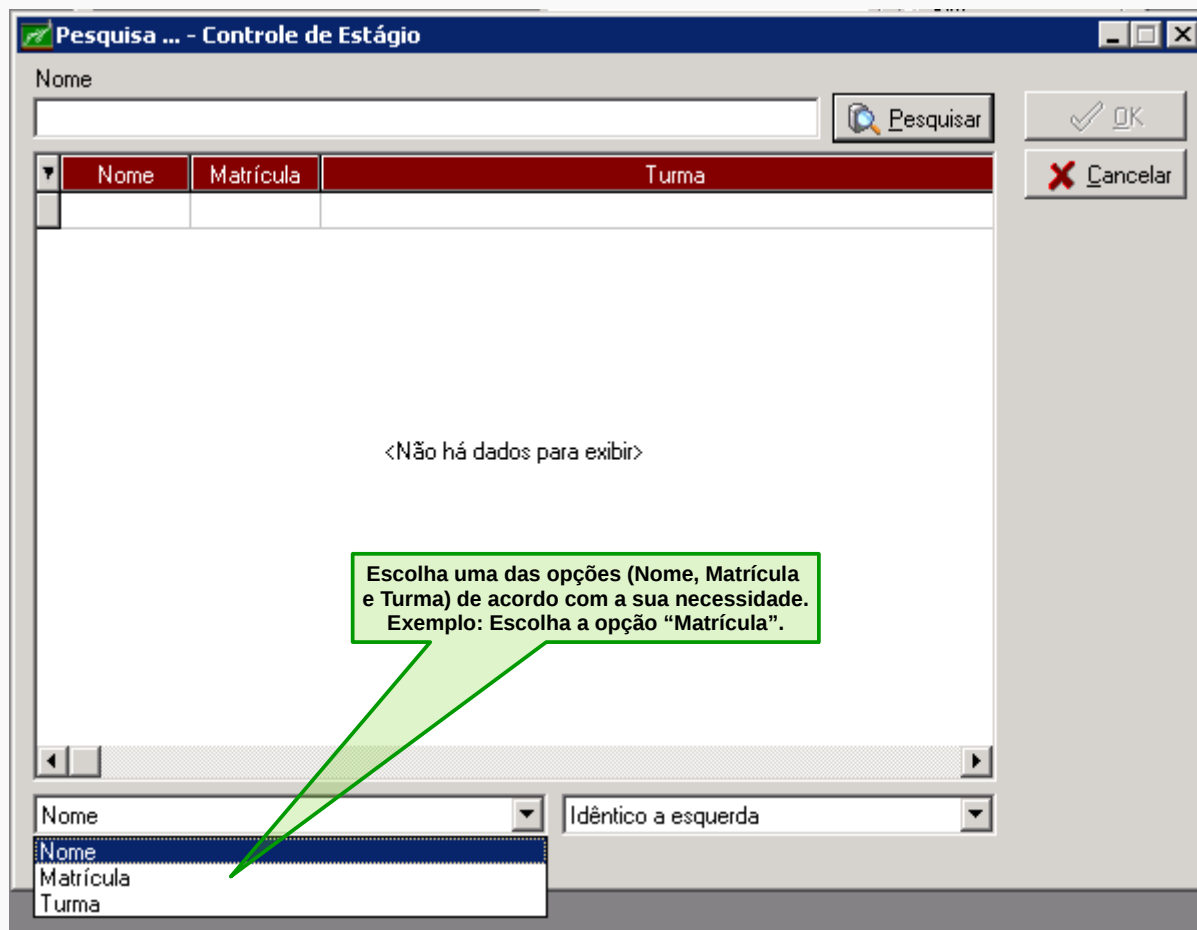 Pesquisa ... - Controle de Estágio
Nome
Pesquisar
OK
Cancelar
Nome Matrícula Turma
<Não há dados para exibir>
Escolha uma das opções (Nome, Matrícula
e Turma) de acordo com a sua necessidade.
Exemplo: Escolha a opção “Matrícula”.
Nome
Idêntico a esquerda
Nome
Matrícula
Turma